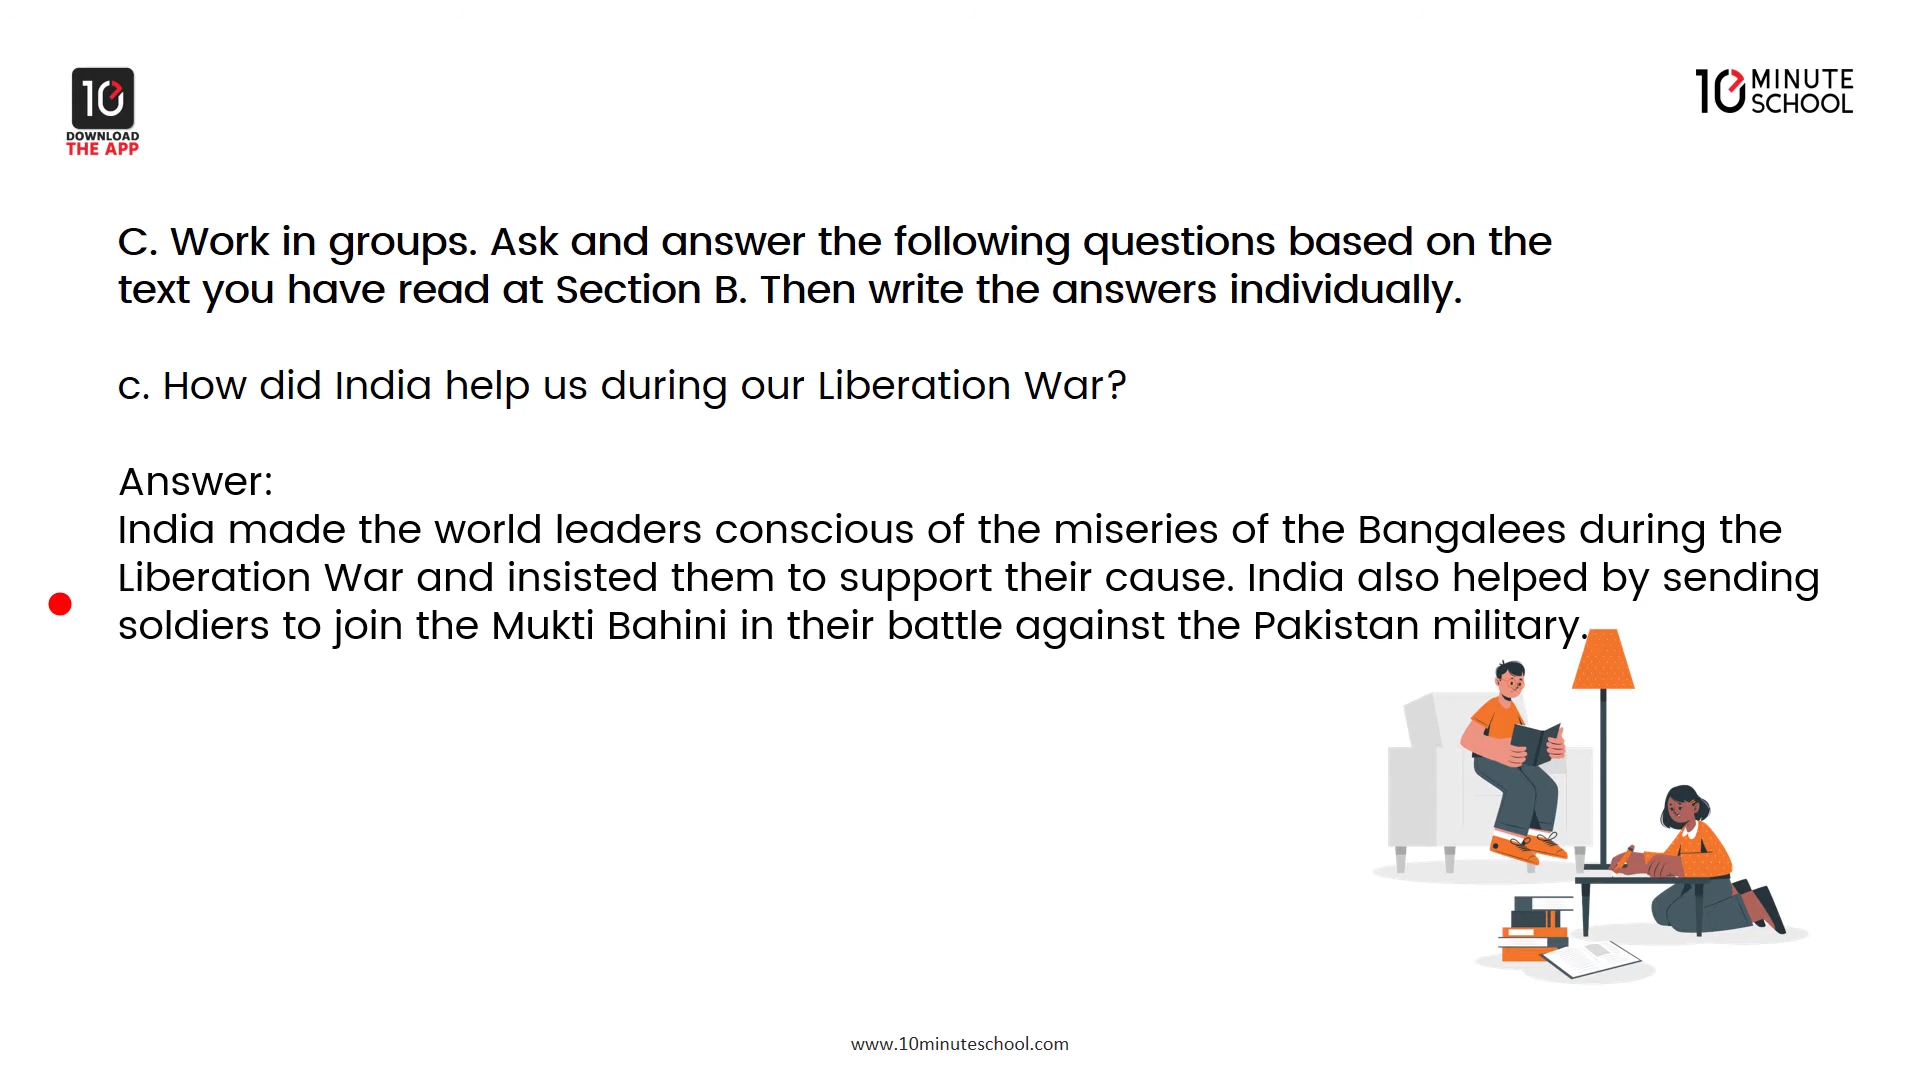 10
DOWNLOAD
THE APP
10 MINUTE
SCHOOL
C. Work in groups. Ask and answer the following questions based on the
text you have read at Section B. Then write the answers individually.
c. How did India help us during our Liberation War?
Answer:
India made the world leaders conscious of the miseries of the Bangalees during the
Liberation War and insisted them to support their cause. India also helped by sending
soldiers to join the Mukti Bahini in their battle against the Pakistan military.
www.10minuteschool.com